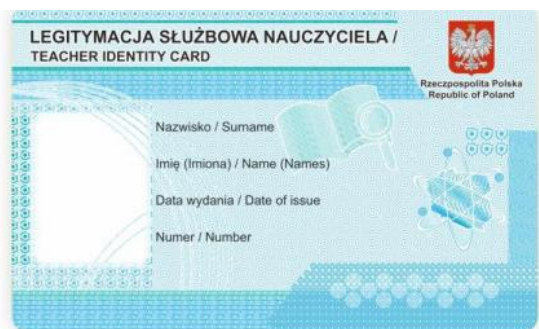 LEGITYMACJA SŁUŻBOWA NAUCZYCIELA /
TEACHER IDENTITY CARD
Rzeczpospolita Polska
Republic of Poland
Nazwisko / Surname
Imię (Imiona) / Name (Names)
Data wydania / Date of issue
Numer / Number